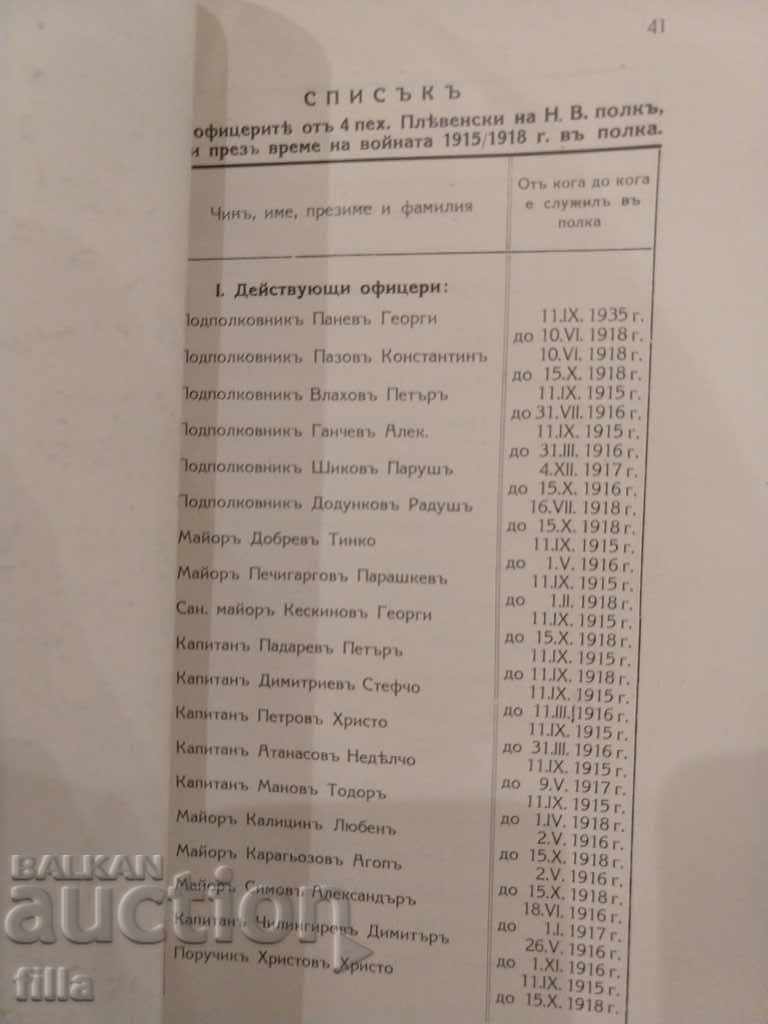 41
СПИСЪКЪ
офицеритѣ отъ 4 пех. Плѣвенски на Н. В. полкъ,
и презъ време на войната 1915/1918 г. въ полка.
Чинъ, име, презиме и фамилия
Отъ кога до кога
е служилъ въ
полка
I. Действующи офицери:
Подполковникъ Паневъ Георги 11.IX. 1935 г.
до 10.VI. 1918 г.
Подполковникъ Пазовъ Константинъ 10.VI. 1918 г.
до 15.X. 1918 г.
Подполковникъ Влаховъ Петъръ 11.IX. 1915 г.
до 31.VII. 1916 г.
Подполковникъ Ганчевъ Алек. 11.IX. 1915 г.
до 31.III. 1916 г.
Подполковникъ Шиковъ Парушъ 4.XII. 1917 г.
до 15.X. 1916 г.
Подполковникъ Додунковъ Радушъ 16.VII. 1918 г.
до 15.X. 1918 г.
Майоръ Добревъ Тинко 11.IX. 1915 г.
до 1.V. 1916 г.
Майоръ Печигарговъ Парашкевъ 11.IX. 1915 г.
до 1.II. 1918 г.
Сан. майоръ Кескиновъ Георги 11.IX. 1915 г.
до 15.X. 1918 г.
Капитанъ Падаревъ Петъръ 11.IX. 1915 г.
до 11.IX. 1918 г.
Капитанъ Димитриевъ Стефчо 11.IX. 1915 г.
до 11.III. 1916 г.
Капитанъ Петровъ Христо 11.IX. 1915 г.
до 31.III. 1916 г.
Капитанъ Атанасовъ Недѣлчо 11.IX. 1915 г.
до 9.V. 1917 г.
Капитанъ Мановъ Тодоръ 11.IX. 1915 г.
до 1.IV. 1918 г.
Майоръ Калицинъ Любенъ 2.V. 1916 г.
до 15.X. 1918 г.
Майоръ Карагьозовъ Агопъ 2.V. 1916 г.
до 15.X. 1918 г.
Майоръ Симовъ Александъръ 18.VI. 1916 г.
до 1.I. 1917 г.
Капитанъ Чилингировъ Димитъръ 26.V. 1916 г.
до 1.XI. 1916 г.
Поручикъ Христовъ Христо 11.IX. 1915 г.
до 15.X. 1918 г.
BALKAN
auction
filla